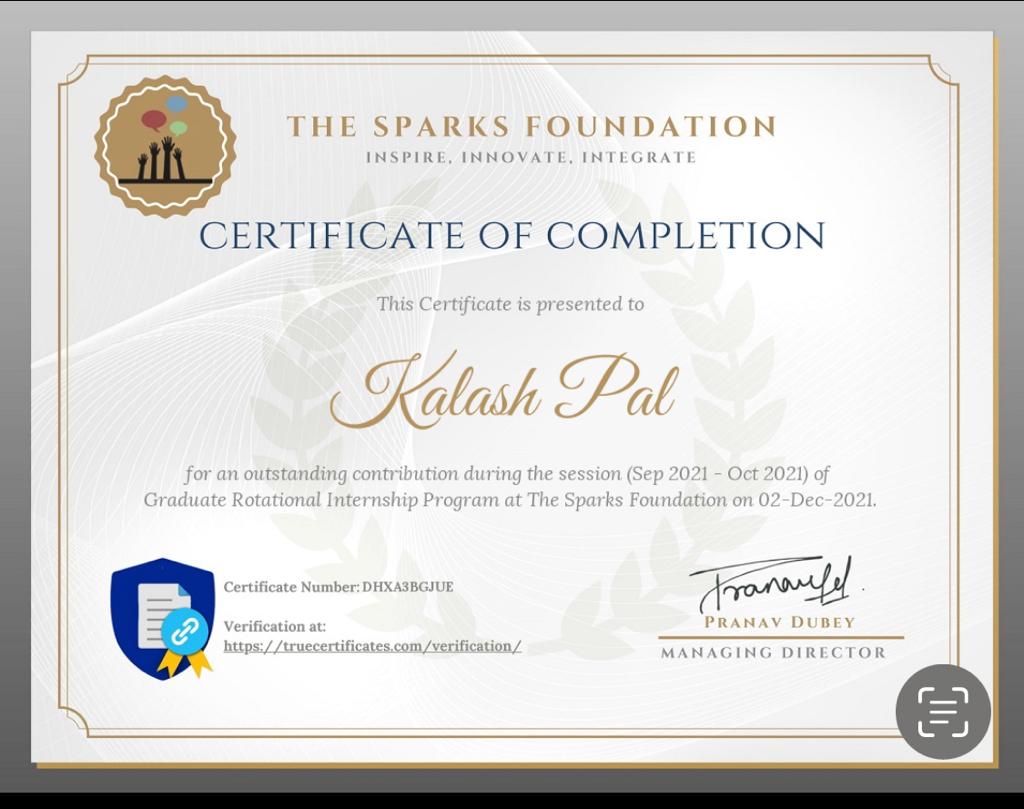 THE SPARKS FOUNDATION
INSPIRE, INNOVATE, INTEGRATE
CERTIFICATE OF COMPLETION
This Certificate is presented to
Kalash Pal
for an outstanding contribution during the session (Sep 2021 - Oct 2021) of
Graduate Rotational Internship Program at The Sparks Foundation on 02-Dec-2021.
Certificate Number: DHXA3BGJUE
Verification at:
https://truecertificates.com/verification/
Pranavdd
PRANAV DUBEY
MANAGING DIRECTOR